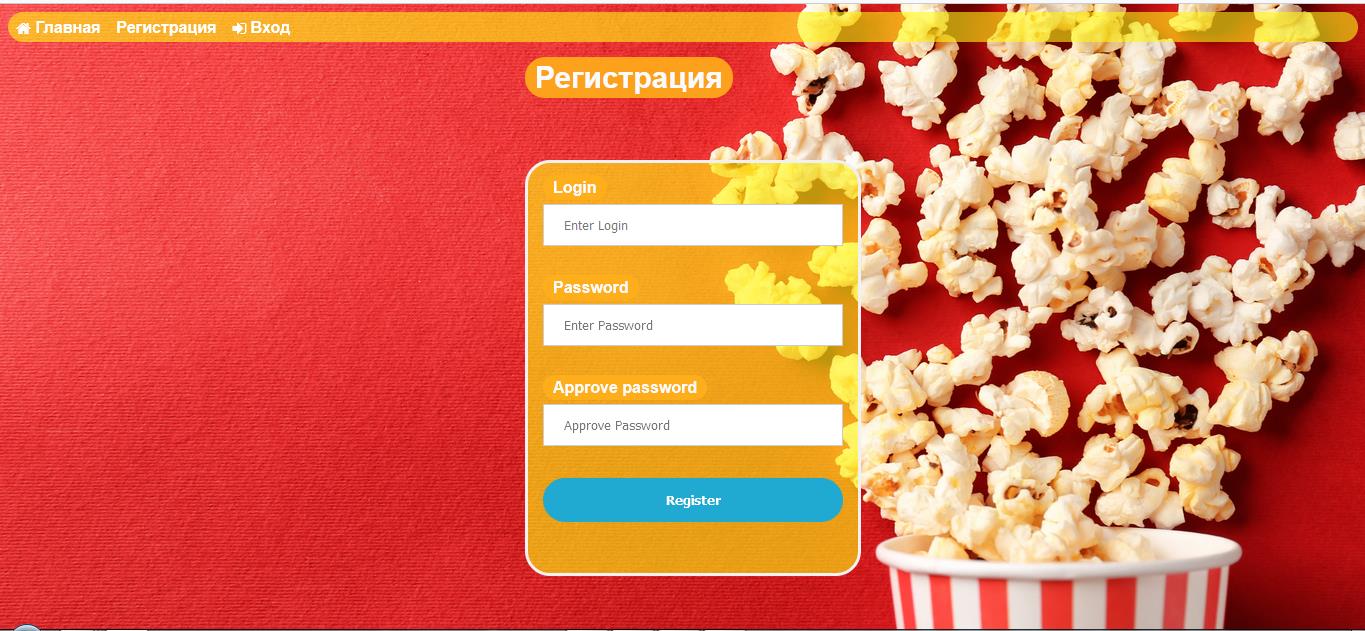 Главная Регистрация Вход
Регистрация
Login
Enter Login
Password
Enter Password
Approve password
Approve Password
Register